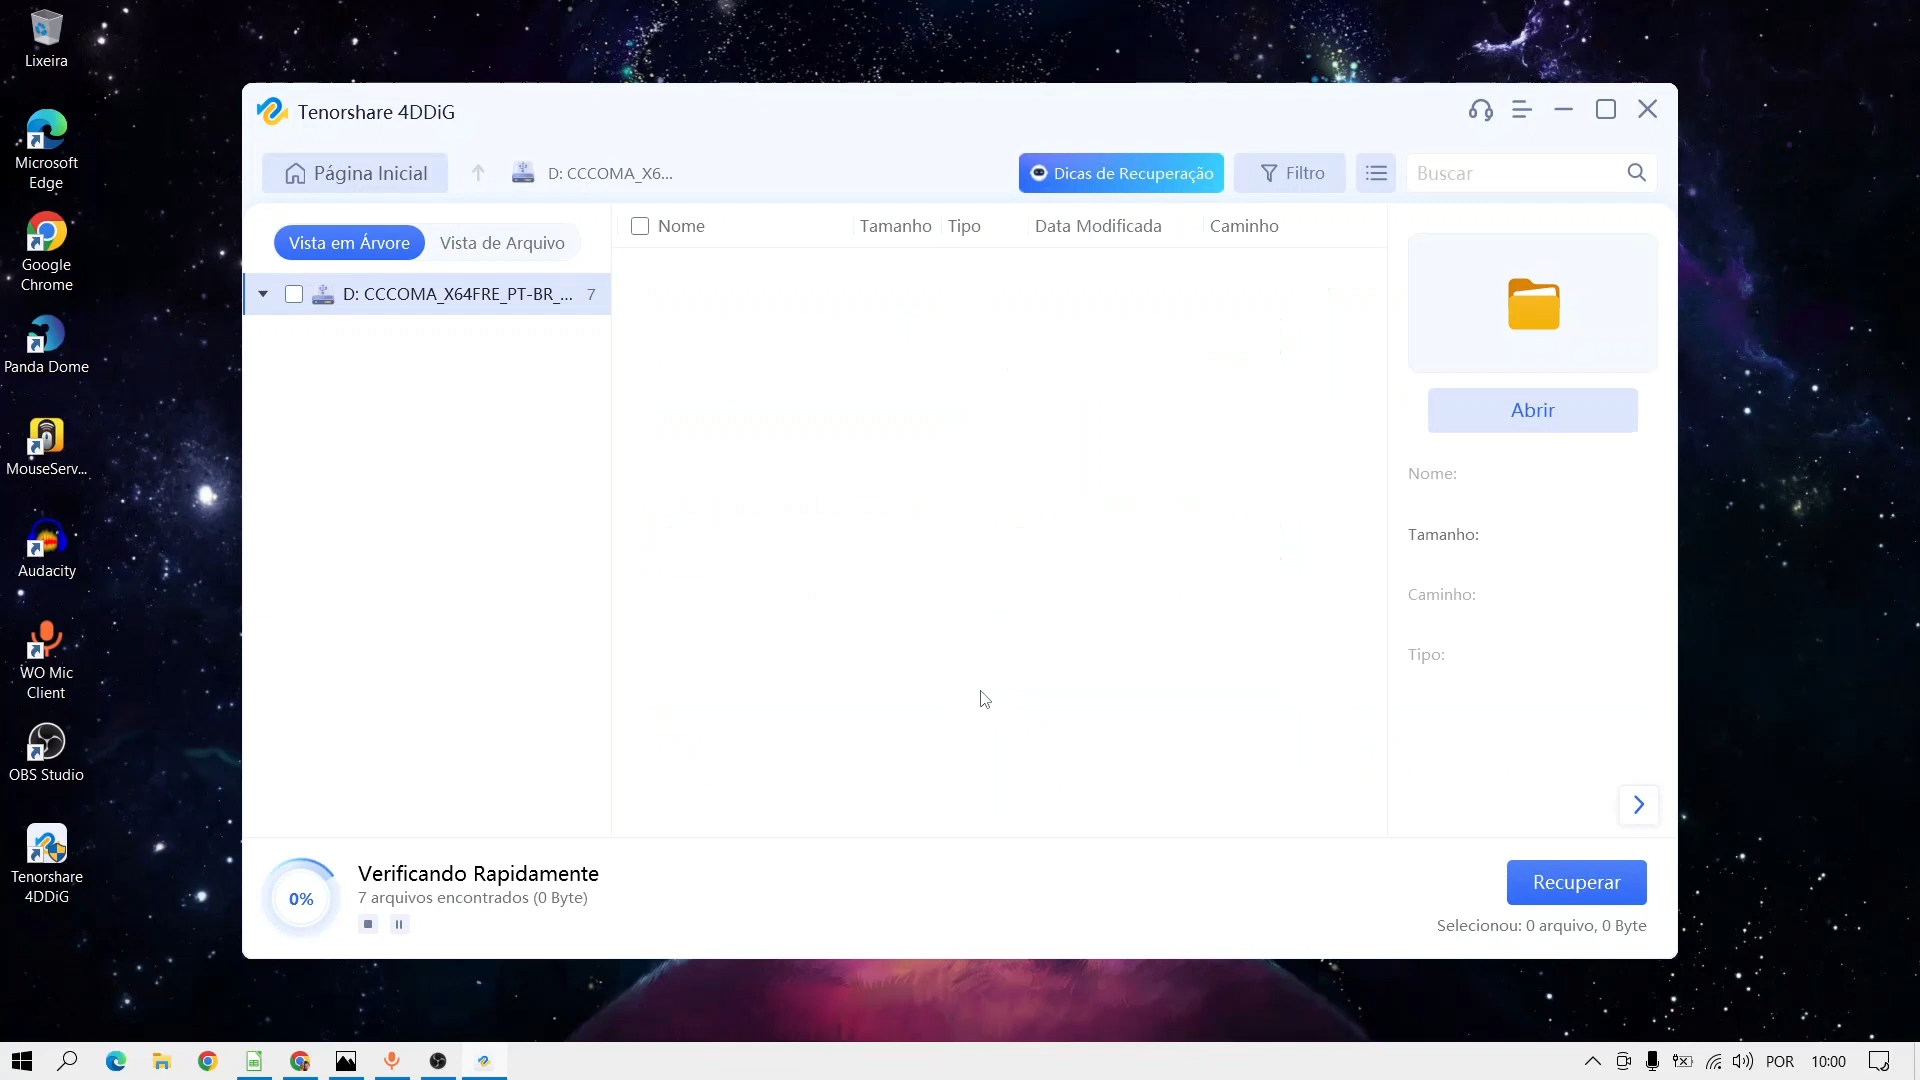 Lixeira
Microsoft
Edge
Google
Chrome
Panda Dome
MouseServ...
Audacity
WO Mic
Client
OBS Studio
Tenorshare
4DDiG
Tenorshare 4DDiG
Página Inicial
D: CCCOMA_X6...
Dicas de Recuperação
Filtro
Buscar
Vista em Árvore
Vista de Arquivo
D: CCCOMA_X64FRE_PT-BR_... 7
Nome
Tamanho
Tipo
Data Modificada
Caminho
Abrir
Nome:
Tamanho:
Caminho:
Tipo:
0%
Verificando Rapidamente
7 arquivos encontrados (0 Byte)
Recuperar
Selecionou: 0 arquivo, 0 Byte
POR
10:00